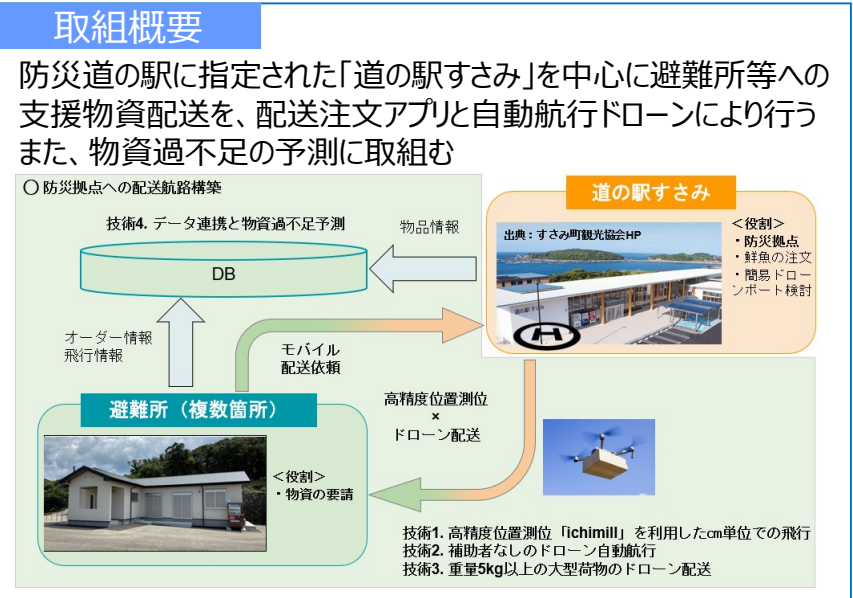 取組概要
防災道の駅に指定された「道の駅すさみ」を中心に避難所等への
支援物資配送を、配送注文アプリと自動航行ドローンにより行う
また、物資過不足の予測に取組む
〇防災拠点への配送航路構築
技術4. データ連携と物資過不足予測
DB
物品情報
道の駅すさみ
出典：すさみ町観光協会HP
＜役割＞
・防災拠点
・鮮魚の注文
・簡易ドロー
ンポート検討
オーダー情報
飛行情報
モバイル
配送依頼
避難所（複数箇所）
＜役割＞
・物資の要請
高精度位置測位
×
ドローン配送
技術1. 高精度位置測位「ichimill」を利用した㎝単位での飛行
技術2. 補助者なしのドローン自動航行
技術3. 重量5kg以上の大型荷物のドローン配送